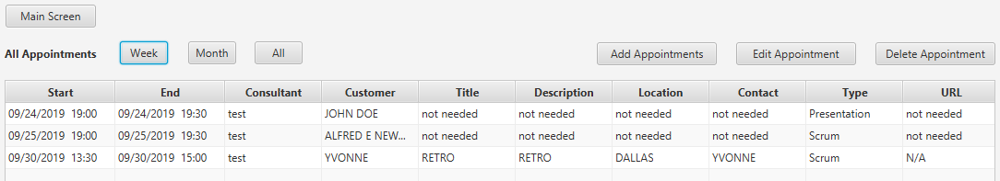 Main Screen
All Appointments Week Month All Add Appointments Edit Appointment Delete Appointment
Start End Consultant Customer Title Description Location Contact Type URL
09/24/2019 19:00 09/24/2019 19:30 test JOHN DOE not needed not needed not needed not needed Presentation not needed
09/25/2019 19:00 09/25/2019 19:30 test ALFRED E NEW... not needed not needed not needed not needed Scrum not needed
09/30/2019 13:30 09/30/2019 15:00 test YVONNE RETRO RETRO DALLAS YVONNE Scrum N/A